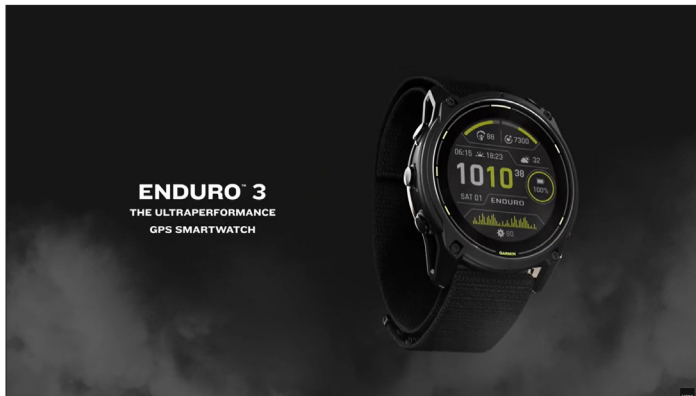 ENDURO™ 3
THE ULTRAPERFORMANCE
GPS SMARTWATCH
88
7300
06:15
18:23
32
10 10 38
100%
SAT 01
ENDURO
80
GARMIN